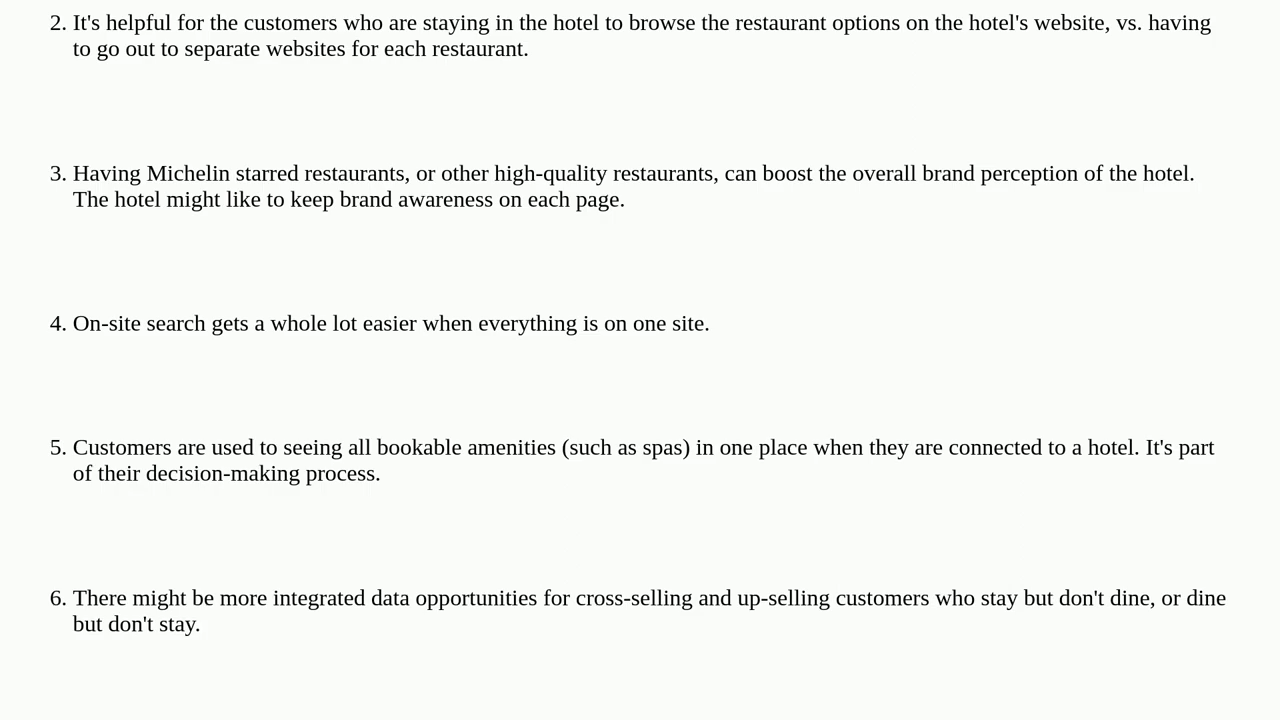 2. It's helpful for the customers who are staying in the hotel to browse the restaurant options on the hotel's website, vs. having
to go out to separate websites for each restaurant.
3. Having Michelin starred restaurants, or other high-quality restaurants, can boost the overall brand perception of the hotel.
The hotel might like to keep brand awareness on each page.
4. On-site search gets a whole lot easier when everything is on one site.
5. Customers are used to seeing all bookable amenities (such as spas) in one place when they are connected to a hotel. It's part
of their decision-making process.
6. There might be more integrated data opportunities for cross-selling and up-selling customers who stay but don't dine, or dine
but don't stay.